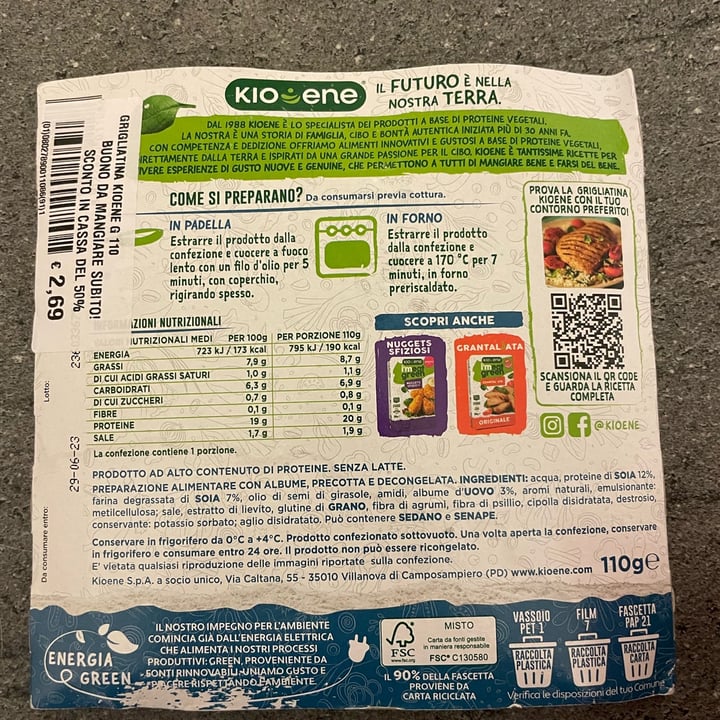 KIOENE
IL FUTURO È NELLA
NOSTRA TERRA.
DAL 1988 KIOENE È LO SPECIALISTA DEI PRODOTTI A BASE DI PROTEINE VEGETALI.
LA NOSTRA È UNA STORIA DI FAMIGLIA, CIBO E BONTÀ AUTENTICA INIZIATA PIÙ DI 30 ANNI FA.
CON COMPETENZA E DEDIZIONE OFFRIAMO ALIMENTI INNOVATIVI E GUSTOSI A BASE DI PROTEINE VEGETALI,
DIRETTAMENTE DALLA TERRA E ISPIRATI DA UNA GRANDE PASSIONE PER IL CIBO. KIOENE È TANTISSIME RICETTE PER
VIVERE ESPERIENZE DI GUSTO NUOVE E GENUINE, CHE PERMETTONO A TUTTI DI MANGIARE BENE E FARSI DEL BENE.
GRIGLIATINA KIOENE G 110
BUONO DA MANGIARE SUBITO!
SCONTO IN CASSA DEL 50%
€ 2,69
COME SI PREPARANO? Da consumarsi previa cottura.
IN PADELLA
Estrarre il prodotto dalla
confezione e cuocere a fuoco
lento con un filo d'olio per 5
minuti, con coperchio,
rigirando spesso.
IN FORNO
Estrarre il prodotto
dalla confezione e
cuocere a 170 °C per 7
minuti, in forno
preriscaldato.
PROVA LA GRIGLIATINA
KIOENE CON IL TUO
CONTORNO PREFERITO!
SCANSIONA IL QR CODE
E GUARDA LA RICETTA
COMPLETA
@KIOENE
INFORMAZIONI NUTRIZIONALI
VALORI NUTRIZIONALI MEDI PER 100g PER PORZIONE 110g
ENERGIA 723 kJ / 173 kcal 795 kJ / 190 kcal
GRASSI 7,9 g 8,7 g
DI CUI ACIDI GRASSI SATURI 1,0 g 1,1 g
CARBOIDRATI 6,3 g 6,9 g
DI CUI ZUCCHERI 0,7 g 0,8 g
FIBRE 0,1 g 0,1 g
PROTEINE 19 g 20 g
SALE 1,7 g 1,9 g
La confezione contiene 1 porzione.
SCOPRI ANCHE
NUGGETS
SFIZIOSI
GRANTAL ATA
ORIGINALE
Lotto:
Da consumare entro:
29-06-23
PRODOTTO AD ALTO CONTENUTO DI PROTEINE. SENZA LATTE.
PREPARAZIONE ALIMENTARE CON ALBUME, PRECOTTA E DECONGELATA. INGREDIENTI: acqua, proteine di SOIA 12%,
farina degrassata di SOIA 7%, olio di semi di girasole, amidi, albume d'UOVO 3%, aromi naturali, emulsionante:
metilcellulosa; sale, estratto di lievito, glutine di GRANO, fibra di agrumi, fibra di psillio, cipolla disidratata, destrosio,
conservante: potassio sorbato; aglio disidratato. Può contenere SEDANO e SENAPE.
Conservare in frigorifero da 0°C a +4°C. Prodotto confezionato sottovuoto. Una volta aperta la confezione, conservare
in frigorifero e consumare entro 24 ore. Il prodotto non può essere ricongelato.
E' vietata qualsiasi riproduzione delle immagini riportate sulla confezione.
Kioene S.p.A. a socio unico, Via Caltana, 55 - 35010 Villanova di Camposampiero (PD) www.kioene.com
110g e
ENERGIA
GREEN
IL NOSTRO IMPEGNO PER L'AMBIENTE
COMINCIA GIÀ DALL'ENERGIA ELETTRICA
CHE ALIMENTA I NOSTRI PROCESSI
PRODUTTIVI: GREEN, PROVENIENTE DA
FONTI RINNOVABILI. UNIAMO GUSTO E
PIACERE RISPETTANDO L'AMBIENTE.
FSC
www.fsc.org
MISTO
Carta da fonti gestite
in maniera responsabile
FSC® C130580
IL 90% DELLA FASCETTA
PROVIENE DA
CARTA RICICLATA
VASSOIO
PET 1
RACCOLTA
PLASTICA
FILM
7
RACCOLTA
PLASTICA
FASCETTA
PAP 21
RACCOLTA
CARTA
Verifica le disposizioni del tuo Comune